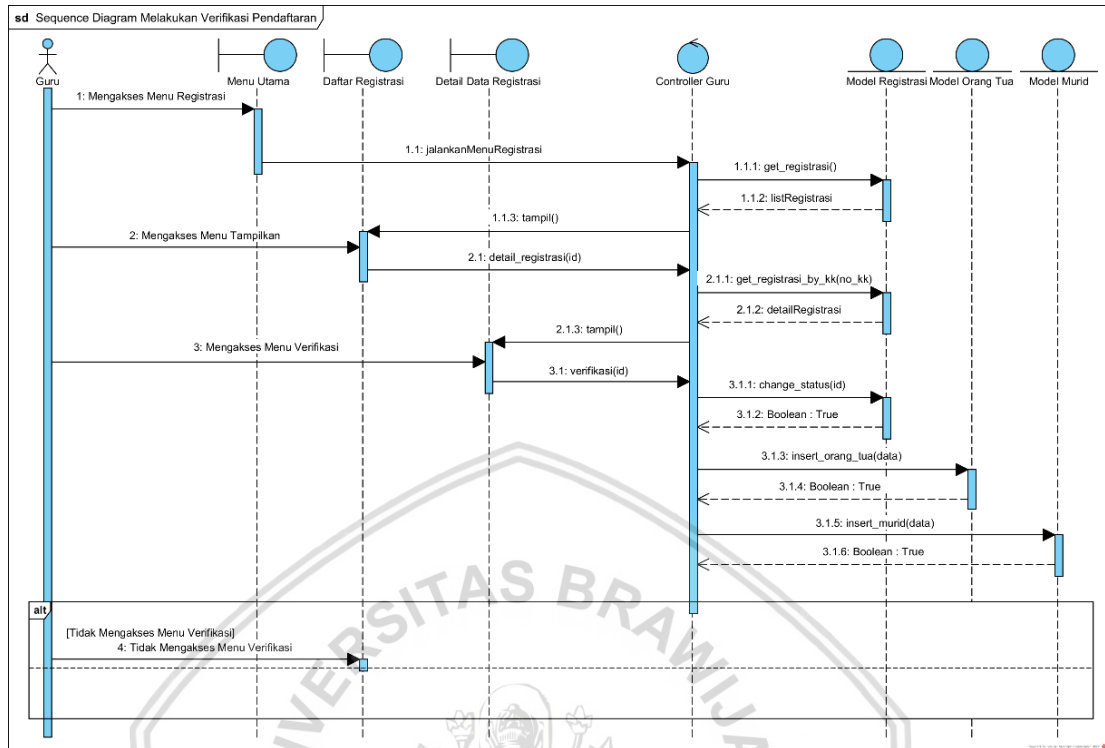 sd Sequence Diagram Melakukan Verifikasi Pendaftaran
Guru
Menu Utama
Daftar Registrasi
Detail Data Registrasi
Controller Guru
Model Registrasi
Model Orang Tua
Model Murid
1: Mengakses Menu Registrasi
1.1: jalankanMenuRegistrasi
1.1.1: get_registrasi()
1.1.2: listRegistrasi
1.1.3: tampil()
2: Mengakses Menu Tampilkan
2.1: detail_registrasi(id)
2.1.1: get_registrasi_by_kk(no_kk)
2.1.2: detailRegistrasi
2.1.3: tampil()
3: Mengakses Menu Verifikasi
3.1: verifikasi(id)
3.1.1: change_status(id)
3.1.2: Boolean : True
3.1.3: insert_orang_tua(data)
3.1.4: Boolean : True
3.1.5: insert_murid(data)
3.1.6: Boolean : True
alt
[Tidak Mengakses Menu Verifikasi]
4: Tidak Mengakses Menu Verifikasi